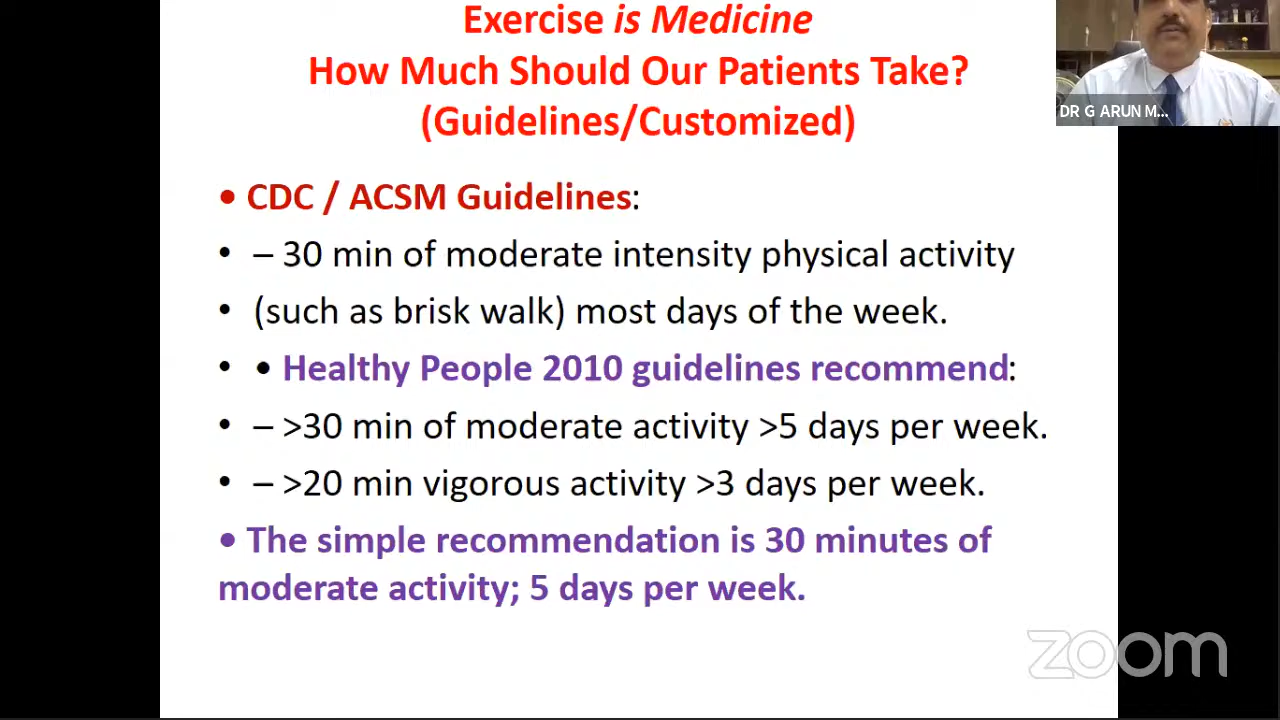 Exercise is Medicine
How Much Should Our Patients Take?
(Guidelines/Customized)
DR G ARUN M...
• CDC / ACSM Guidelines:
• – 30 min of moderate intensity physical activity
• (such as brisk walk) most days of the week.
• • Healthy People 2010 guidelines recommend:
• – >30 min of moderate activity >5 days per week.
• – >20 min vigorous activity >3 days per week.
• The simple recommendation is 30 minutes of
moderate activity; 5 days per week.
zoom